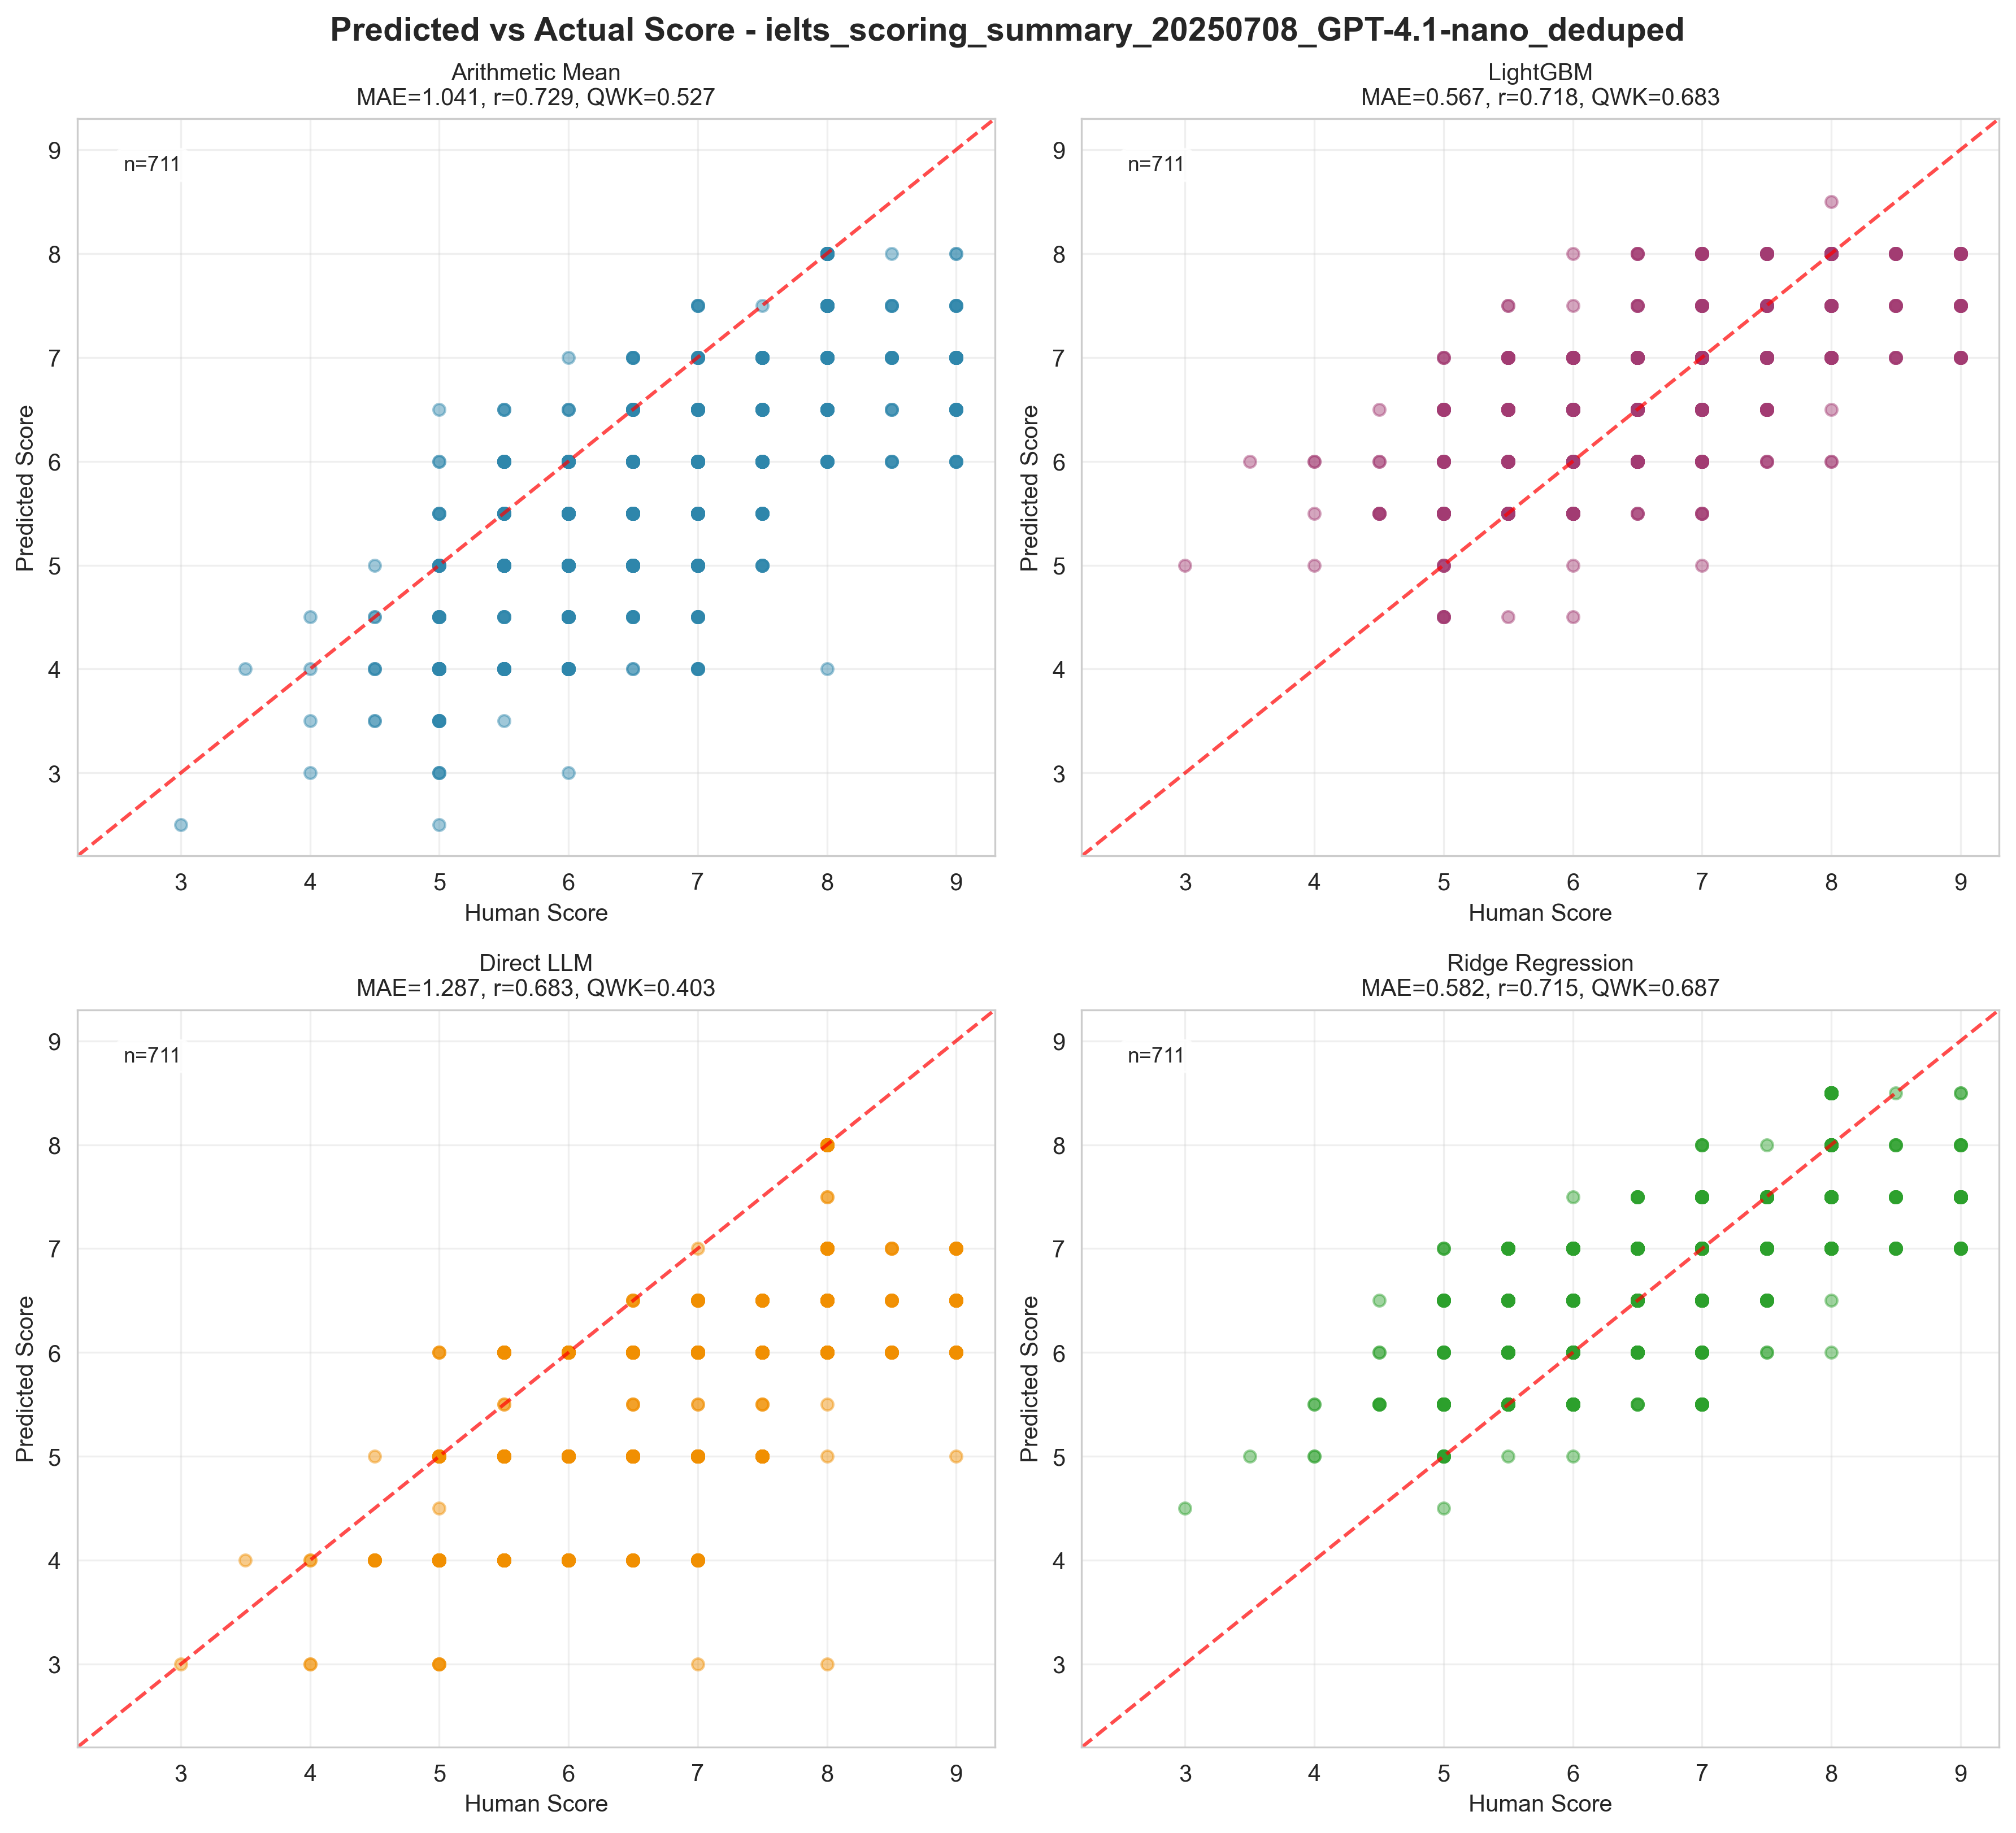 Predicted vs Actual Score - ielts_scoring_summary_20250708_GPT-4.1-nano_deduped
Arithmetic Mean
MAE=1.041, r=0.729, QWK=0.527
n=711
9
8
7
6
5
4
3
Predicted Score
3 4 5 6 7 8 9
Human Score
LightGBM
MAE=0.567, r=0.718, QWK=0.683
n=711
9
8
7
6
5
4
3
Predicted Score
3 4 5 6 7 8 9
Human Score
Direct LLM
MAE=1.287, r=0.683, QWK=0.403
n=711
9
8
7
6
5
4
3
Predicted Score
3 4 5 6 7 8 9
Human Score
Ridge Regression
MAE=0.582, r=0.715, QWK=0.687
n=711
9
8
7
6
5
4
3
Predicted Score
3 4 5 6 7 8 9
Human Score